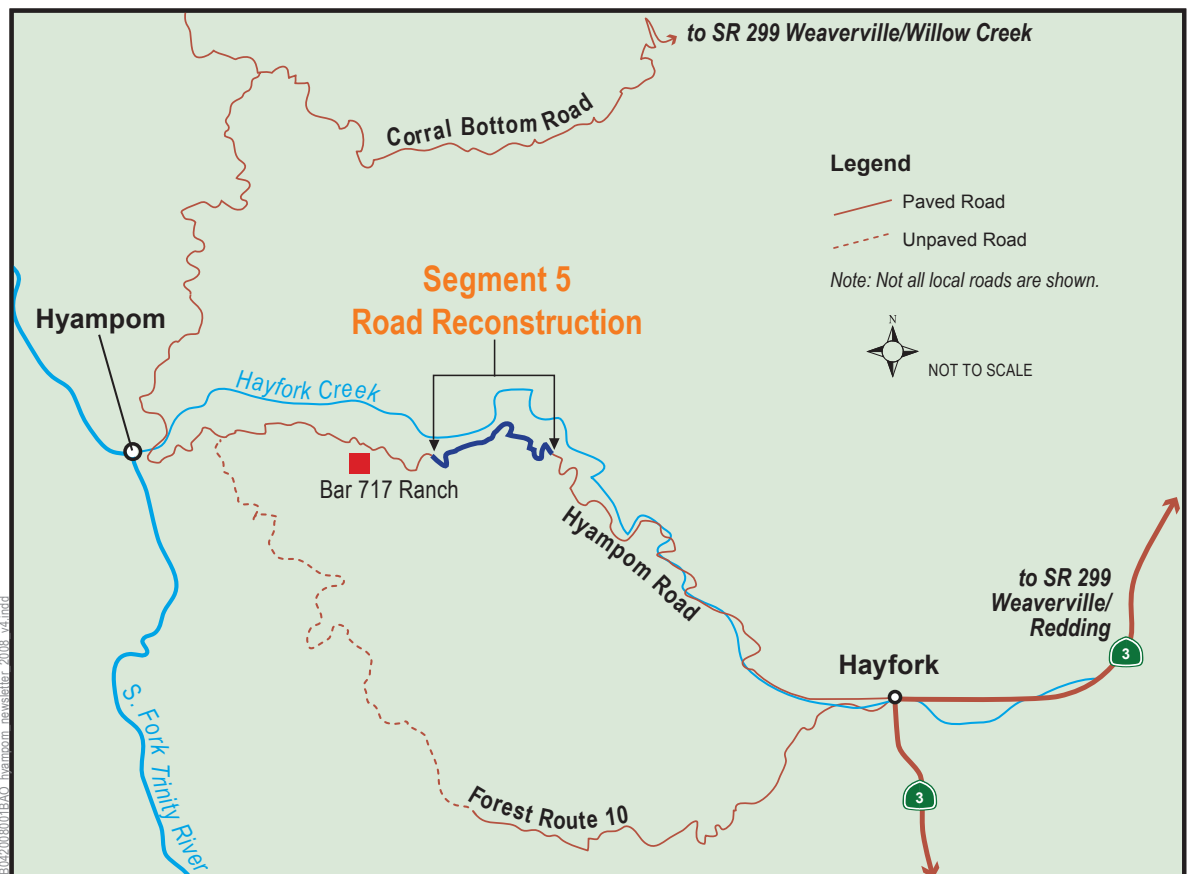 to SR 299 Weaverville/Willow Creek
Corral Bottom Road
Legend
Paved Road
Unpaved Road
Note: Not all local roads are shown.
N
NOT TO SCALE
Segment 5
Road Reconstruction
Hyampom
Hayfork Creek
Bar 717 Ranch
Hyampom Road
to SR 299
Weaverville/
Redding
3
Hayfork
S. Fork Trinity River
Forest Route 10
3
B042008001BAO_hyampom_newsletter_2008_v4.indd